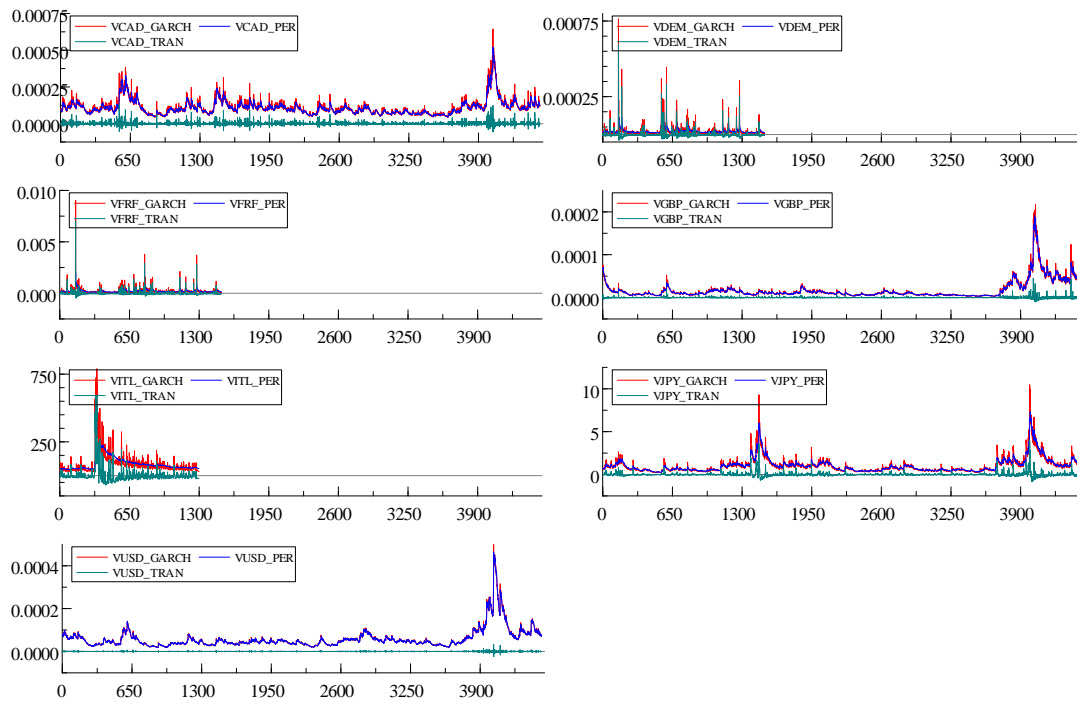 VCAD_GARCH VCAD_PER
VCAD_TRAN
0.00075
0.00050
0.00025
0.0000
0 650 1300 1950 2600 3250 3900
VDEM_GARCH VDEM_PER
VDEM_TRAN
0.00075
0.00025
0 650 1300 1950 2600 3250 3900
VFRF_GARCH VFRF_PER
VFRF_TRAN
0.010
0.005
0.000
0 650 1300 1950 2600 3250 3900
VGBP_GARCH VGBP_PER
VGBP_TRAN
0.0002
0.0001
0.0000
0 650 1300 1950 2600 3250 3900
VITL_GARCH VITL_PER
VITL_TRAN
750
250
0 650 1300 1950 2600 3250 3900
VJPY_GARCH VJPY_PER
VJPY_TRAN
10
5
0
0 650 1300 1950 2600 3250 3900
VUSD_GARCH VUSD_PER
VUSD_TRAN
0.0004
0.0002
0.0000
0 650 1300 1950 2600 3250 3900